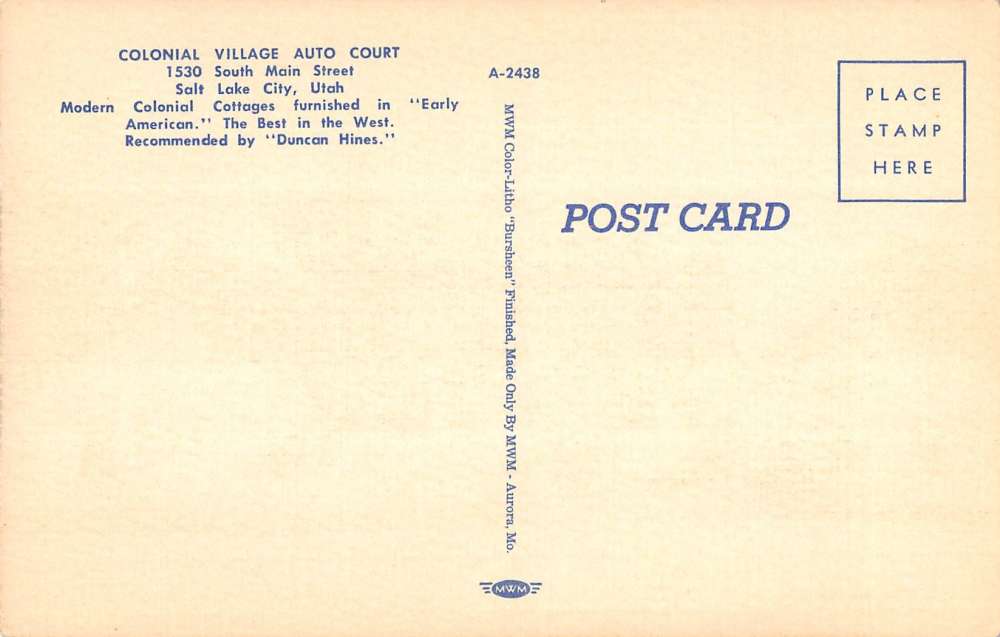 COLONIAL VILLAGE AUTO COURT
1530 South Main Street
Salt Lake City, Utah
Modern Colonial Cottages furnished in "Early
American." The Best in the West.
Recommended by "Duncan Hines."
A-2438
MWM Color-Litho "Bursheen" Finished, Made Only By MWM - Aurora, Mo.
MWM
POST CARD
PLACE
STAMP
HERE